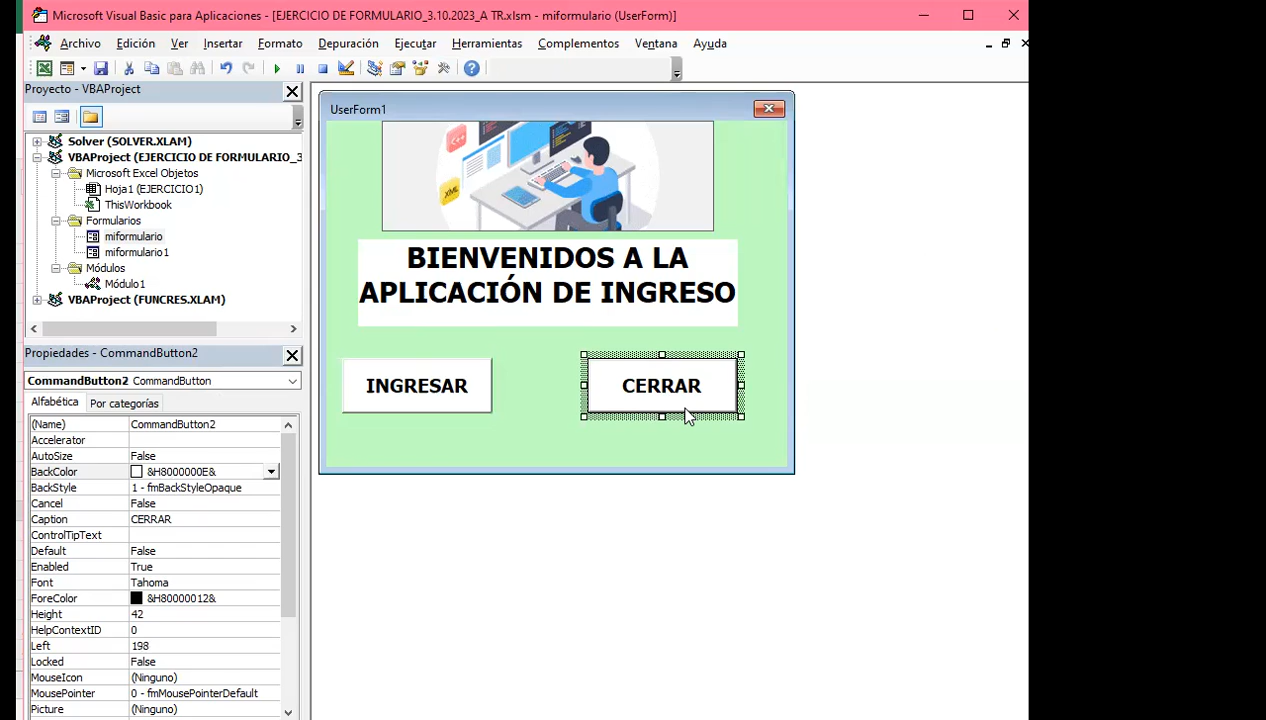 Microsoft Visual Basic para Aplicaciones - [EJERCICIO DE FORMULARIO_3.10.2023_A TR.xlsm - miformulario (UserForm)]
Archivo Edición Ver Insertar Formato Depuración Ejecutar Herramientas Complementos Ventana Ayuda
Proyecto - VBAProject
Solver (SOLVER.XLAM)
VBAProject (EJERCICIO DE FORMULARIO_3
Microsoft Excel Objetos
Hoja1 (EJERCICIO1)
ThisWorkbook
Formularios
miformulario
miformulario1
Módulos
Módulo1
VBAProject (FUNCRES.XLAM)
Propiedades - CommandButton2
CommandButton2 CommandButton
Alfabética Por categorías
(Name) CommandButton2
Accelerator
AutoSize False
BackColor &H8000000E&
BackStyle 1 - fmBackStyleOpaque
Cancel False
Caption CERRAR
ControlTipText
Default False
Enabled True
Font Tahoma
ForeColor &H80000012&
Height 42
HelpContextID 0
Left 198
Locked False
MouseIcon (Ninguno)
MousePointer 0 - fmMousePointerDefault
Picture (Ninguno)
UserForm1
C++
XML
BIENVENIDOS A LA
APLICACIÓN DE INGRESO
INGRESAR CERRAR